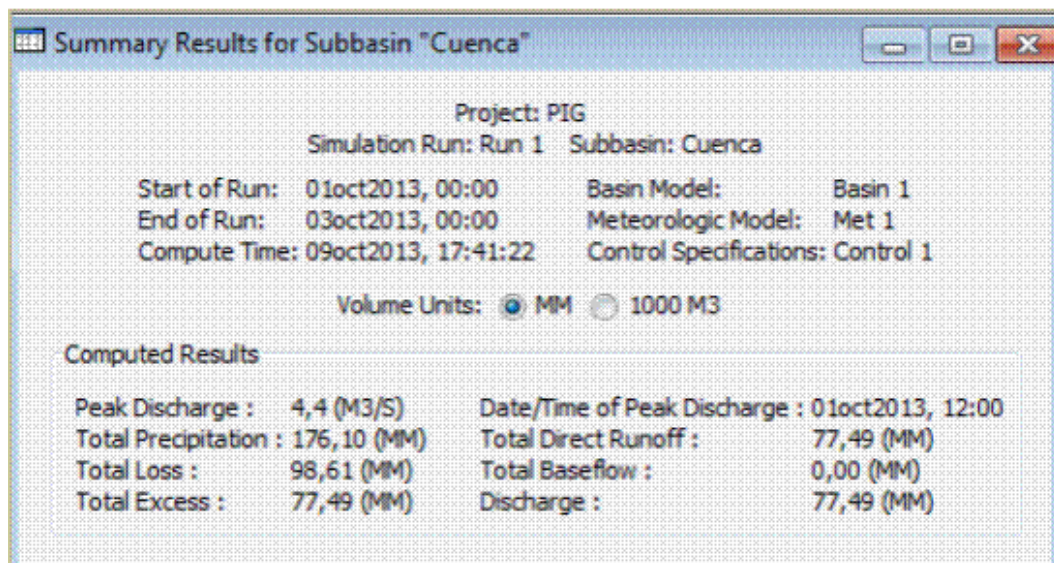 Summary Results for Subbasin "Cuenca"
Project: PIG
Simulation Run: Run 1 Subbasin: Cuenca
Start of Run: 01oct2013, 00:00 Basin Model: Basin 1
End of Run: 03oct2013, 00:00 Meteorologic Model: Met 1
Compute Time: 09oct2013, 17:41:22 Control Specifications: Control 1
Volume Units: MM 1000 M3
Computed Results
Peak Discharge : 4,4 (M3/S) Date/Time of Peak Discharge : 01oct2013, 12:00
Total Precipitation : 176,10 (MM) Total Direct Runoff : 77,49 (MM)
Total Loss : 98,61 (MM) Total Baseflow : 0,00 (MM)
Total Excess : 77,49 (MM) Discharge : 77,49 (MM)